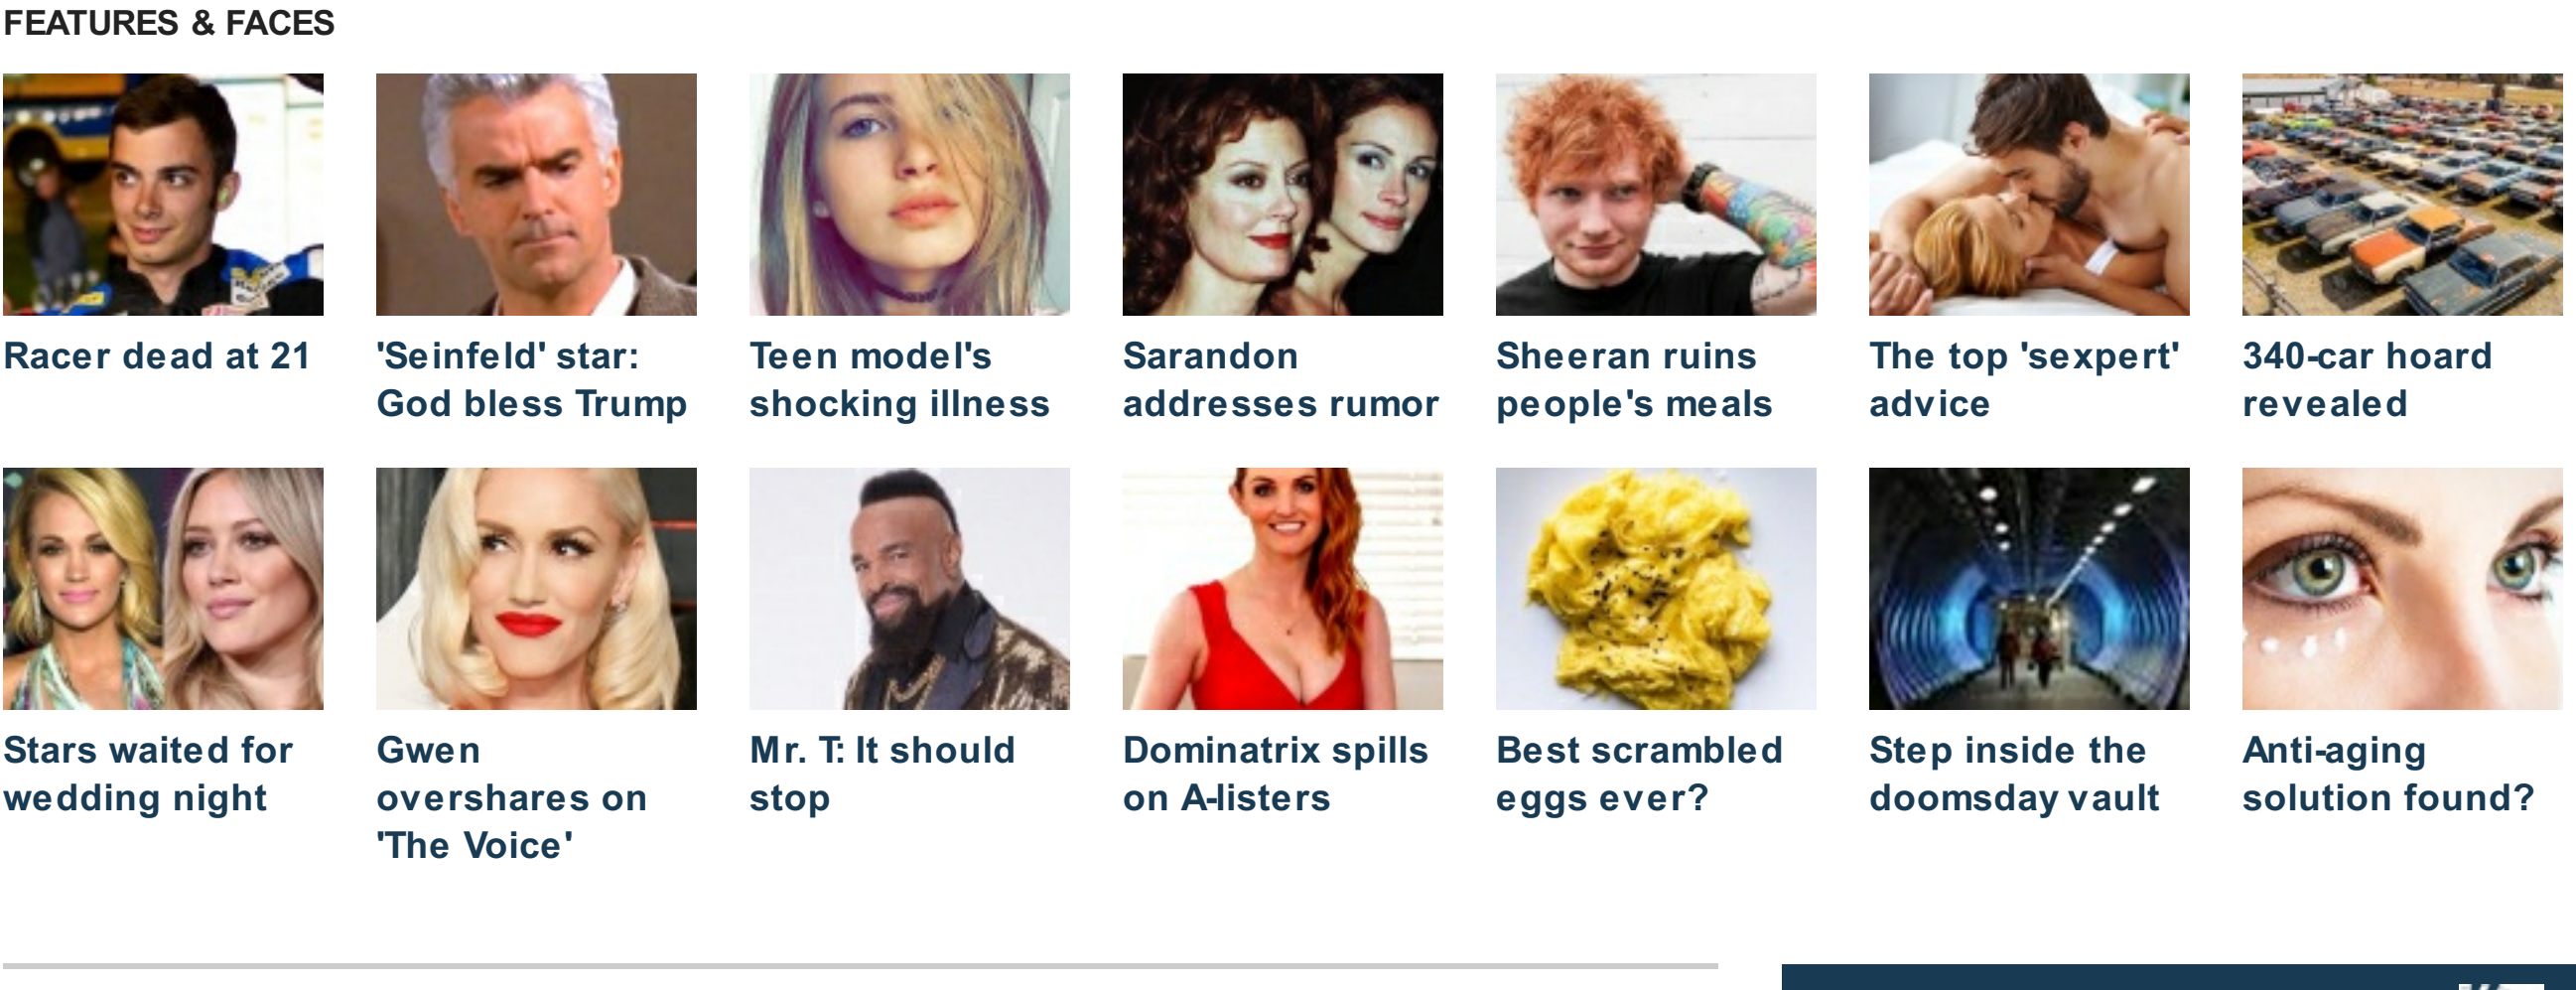 FEATURES & FACES
Racer dead at 21
'Seinfeld' star:
God bless Trump
Teen model's
shocking illness
Sarandon
addresses rumor
Sheeran ruins
people's meals
The top 'sexpert'
advice
340-car hoard
revealed
Stars waited for
wedding night
Gwen
overshares on
'The Voice'
Mr. T: It should
stop
Dominatrix spills
on A-listers
Best scrambled
eggs ever?
Step inside the
doomsday vault
Anti-aging
solution found?